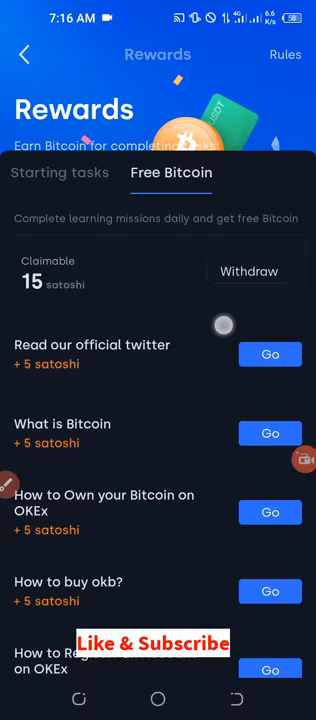 7:16 AM
4G
6.6
K/s
58
Rewards
Rules
Rewards
USDT
Earn Bitcoin for completing tasks
Starting tasks
Free Bitcoin
Complete learning missions daily and get free Bitcoin
Claimable
15 satoshi
Withdraw
Read our official twitter
+ 5 satoshi
Go
What is Bitcoin
+ 5 satoshi
Go
How to Own your Bitcoin on
OKEx
+ 5 satoshi
Go
How to buy okb?
+ 5 satoshi
Go
Like & Subscribe
How to
on OKEx
Go